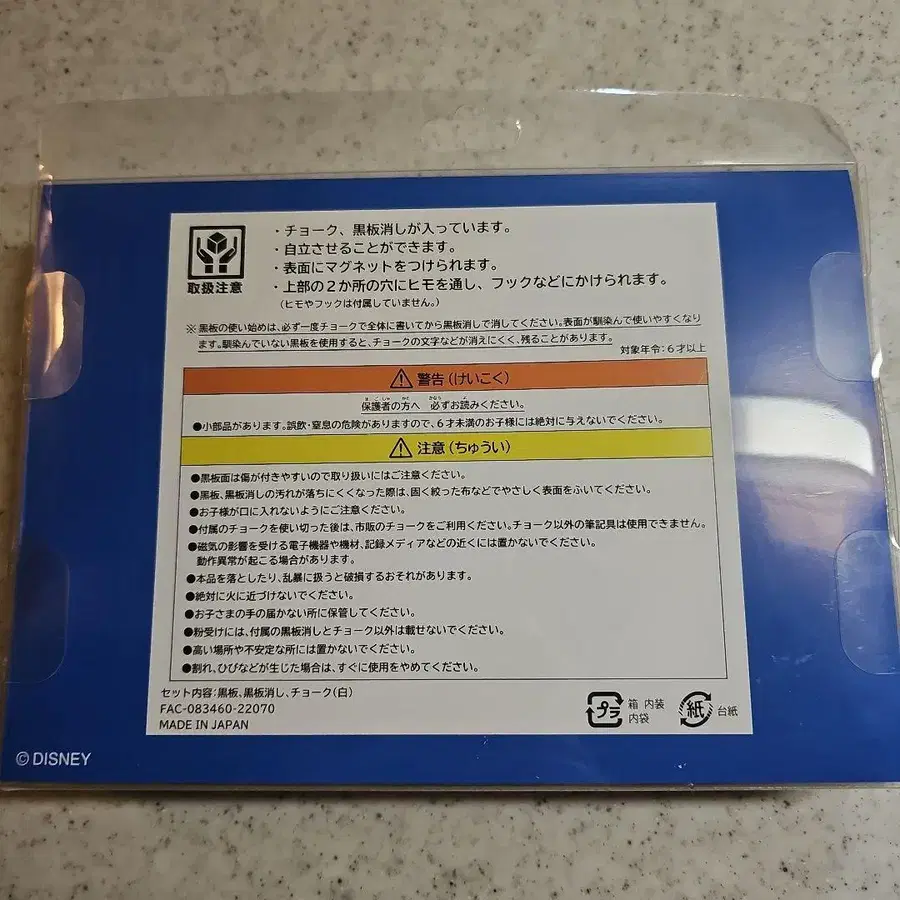 取扱注意
・チョーク、黒板消しが入っています。
・自立させることができます。
・表面にマグネットをつけられます。
・上部の2か所の穴にヒモを通し、フックなどにかけられます。
(ヒモやフックは付属していません。)
※黒板の使い始めは、必ず一度チョークで全体に書いてから黒板消しで消してください。表面が馴染んで使いやすくなり
ます。馴染んでいない黒板を使用すると、チョークの文字などが消えにくく、残ることがあります。
対象年令:6才以上
警告(けいこく)
保護者の方へ 必ずお読みください。
●小部品があります。誤飲・窒息の危険がありますので、6才未満のお子様には絶対に与えないでください。
注意(ちゅうい)
●黒板面は傷が付きやすいので取り扱いにはご注意ください。
●黒板、黒板消しの汚れが落ちにくくなった際は、固く絞った布などでやさしく表面をふいてください。
●お子様が口に入れないようにご注意ください。
●付属のチョークを使い切った後は、市販のチョークをご利用ください。チョーク以外の筆記具は使用できません。
●磁気の影響を受ける電子機器や機材、記録メディアなどの近くには置かないでください。
動作異常が起こる場合があります。
●本品を落としたり、乱暴に扱うと破損するおそれがあります。
●絶対に火に近づけないでください。
●お子さまの手の届かない所に保管してください。
●粉受けには、付属の黒板消しとチョーク以外は載せないでください。
●高い場所や不安定な所には置かないでください。
●割れ、ひびなどが生じた場合は、すぐに使用をやめてください。
セット内容:黒板、黒板消し、チョーク(白)
FAC-083460-22070
MADE IN JAPAN
プラ 箱 内装
内袋
紙 台紙
©DISNEY